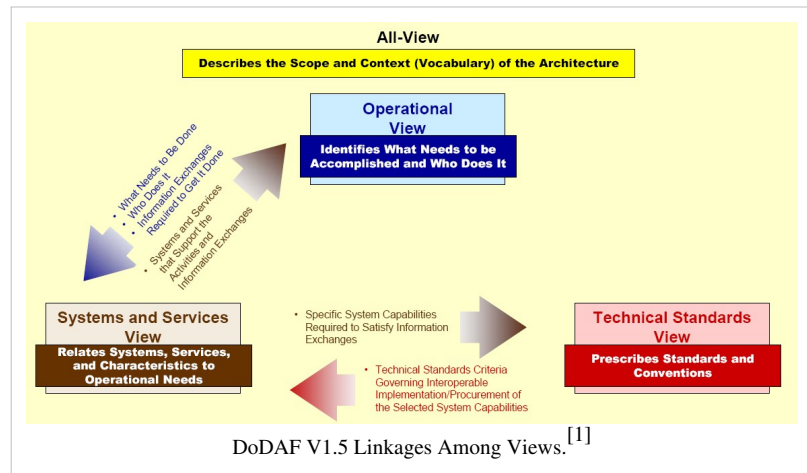 All-View
Describes the Scope and Context (Vocabulary) of the Architecture
Operational
View
Identifies What Needs to be
Accomplished and Who Does It
• What Needs to Be Done
• Who Does It
• Information Exchanges
Required to Get It Done
• Systems and Services
that Support the
Activities and
Information Exchanges
Systems and Services
View
Relates Systems, Services,
and Characteristics to
Operational Needs
• Specific System Capabilities
Required to Satisfy Information
Exchanges
Technical Standards
View
Prescribes Standards and
Conventions
• Technical Standards Criteria
Governing Interoperable
Implementation/Procurement of
the Selected System Capabilities
DoDAF V1.5 Linkages Among Views.[1]